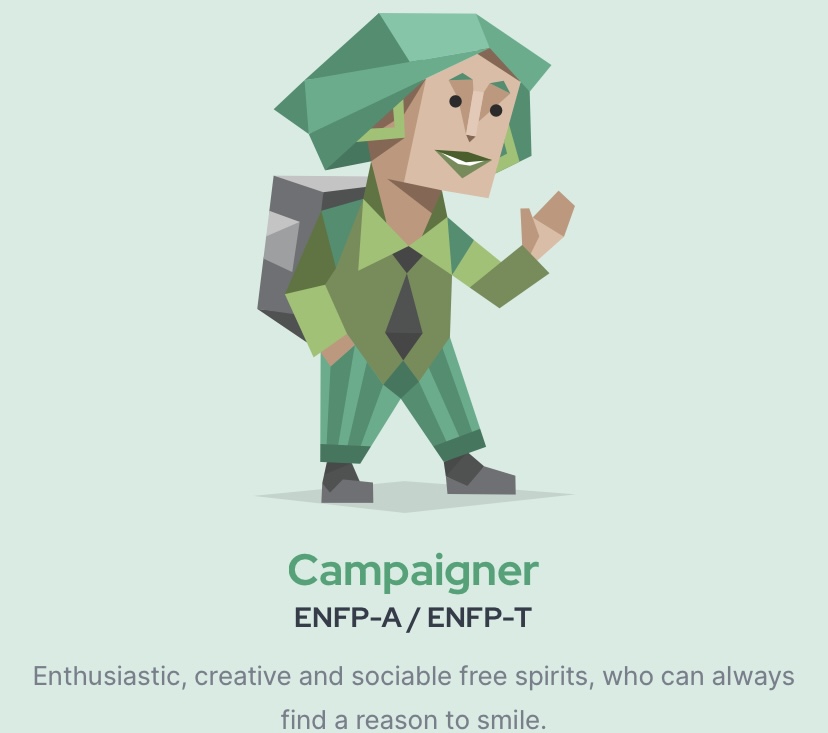 Campaigner
ENFP-A / ENFP-T
Enthusiastic, creative and sociable free spirits, who can always
find a reason to smile.